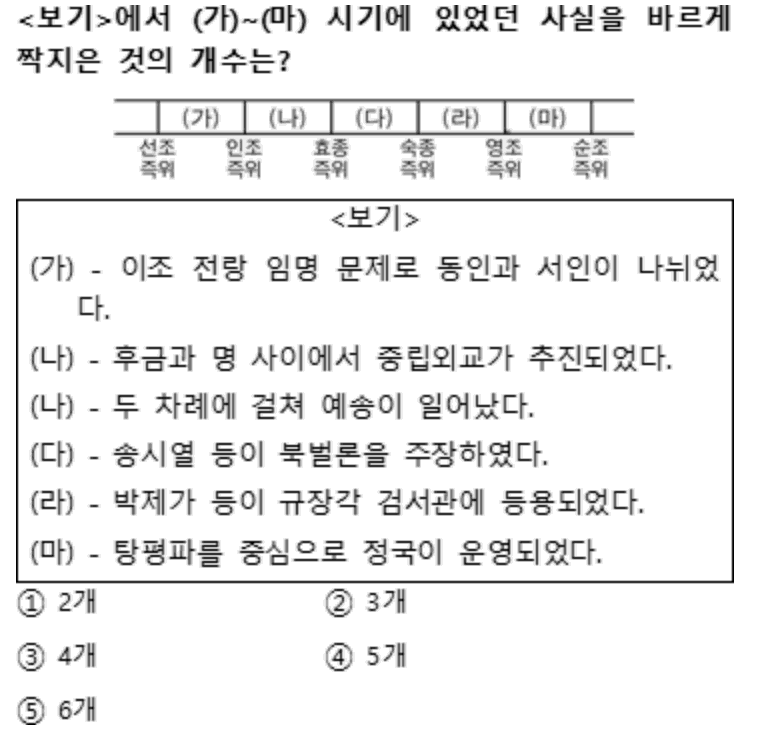 <보기>에서 (가)~(마) 시기에 있었던 사실을 바르게
짝지은 것의 개수는?
(가) (나) (다) (라) (마)
선조 인조 효종 숙종 영조 순조
즉위 즉위 즉위 즉위 즉위 즉위
<보기>
(가) - 이조 전랑 임명 문제로 동인과 서인이 나뉘었
다.
(나) - 후금과 명 사이에서 중립외교가 추진되었다.
(나) - 두 차례에 걸쳐 예송이 일어났다.
(다) - 송시열 등이 북벌론을 주장하였다.
(라) - 박제가 등이 규장각 검서관에 등용되었다.
(마) - 탕평파를 중심으로 정국이 운영되었다.
① 2개 ② 3개
③ 4개 ④ 5개
⑤ 6개